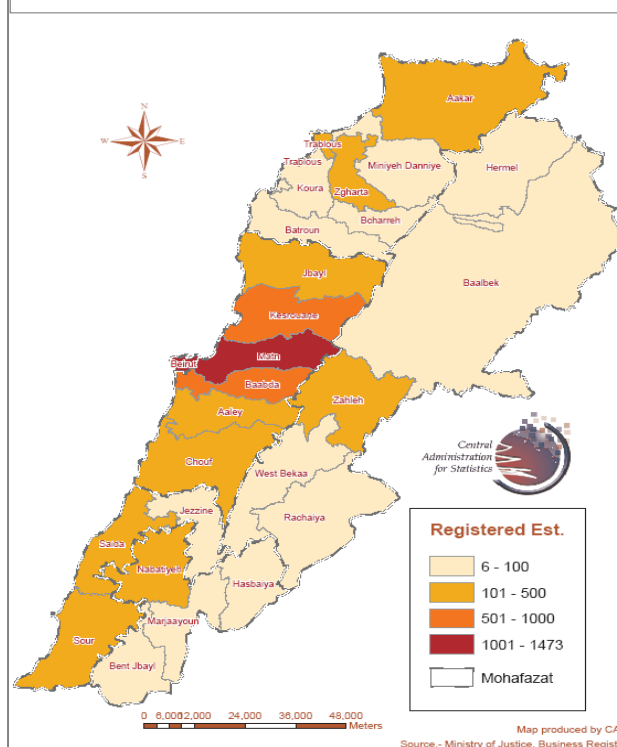 N
W E
S
Aakar
Trablous
Trablous
Miniyeh Danniye
Hermel
Koura
Zgharta
Bcharreh
Batroun
Jbayl
Baalbek
Kesrouane
Matn
Beirut
Baabda
Zahleh
Aaley
Chouf
West Bekaa
Jezzine
Rachaiya
Saida
Nabatiyeh
Hasbaiya
Marjaayoun
Sour
Bent Jbayl
Central
Administration
for Statistics
Registered Est.
6 - 100
101 - 500
501 - 1000
1001 - 1473
Mohafazat
0 6,00012,000 24,000 36,000 48,000
Meters
Map produced by CA
Source.- Ministry of Justice, Business Regist